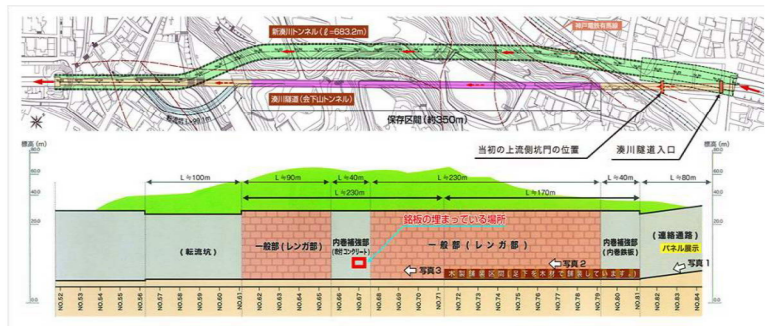 新湊川トンネル(ℓ=683.2m)
神戸電鉄有馬線
湊川隧道(会下山トンネル)
保存区間(約350m)
当初の上流側坑門の位置
湊川隧道入口
標高(m)
標高(m)
L≒100m
L≒90m
L≒40m
L≒230m
L≒40m
L≒80m
L≒230m
L≒170m
銘板の埋まっている場所
(転流坑)
一般部(レンガ部)
内巻補強部
(吹付コンクリート)
一般部(レンガ部)
内巻補強部
(内巻鉄板)
(連絡通路)
パネル展示
写真3
写真2
写真1
NO.52
NO.53
NO.54
NO.55
NO.56
NO.57
NO.58
NO.59
NO.60
NO.61
NO.62
NO.63
NO.64
NO.65
NO.66
NO.67
NO.68
NO.69
NO.70
NO.71
NO.72
NO.73
NO.74
NO.75
NO.76
NO.77
NO.78
NO.79
NO.80
NO.81
NO.82
NO.83
NO.84